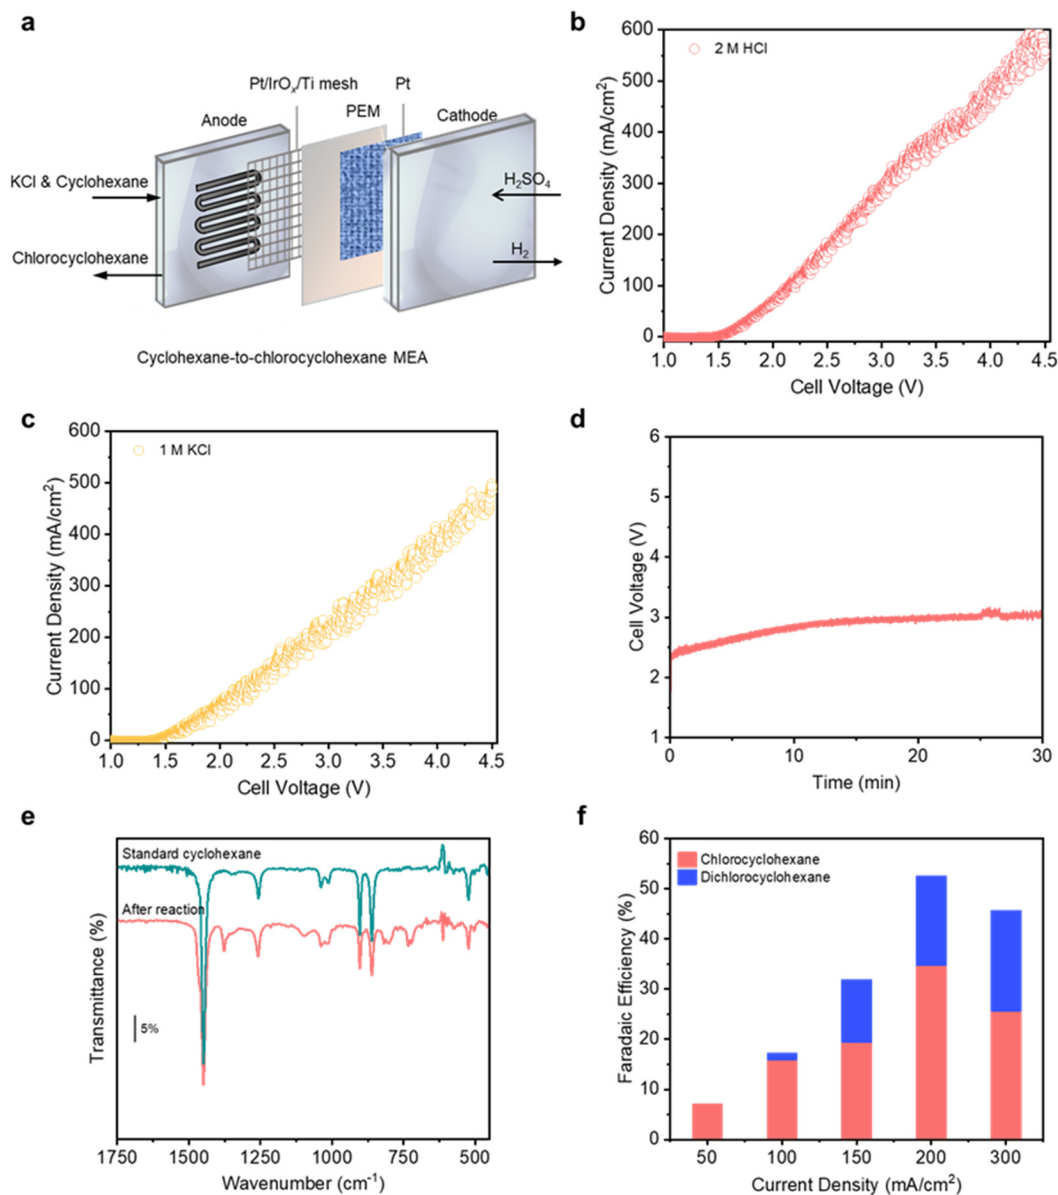 a
Pt/IrOₓ/Ti mesh
Pt
Anode
PEM
Cathode
KCl & Cyclohexane
H₂SO₄
Chlorocyclohexane
H₂
Cyclohexane-to-chlorocyclohexane MEA
b
600
500
400
300
200
100
0
2 M HCl
Current Density (mA/cm²)
1.0 1.5 2.0 2.5 3.0 3.5 4.0 4.5
Cell Voltage (V)
c
600
500
400
300
200
100
0
1 M KCl
Current Density (mA/cm²)
1.0 1.5 2.0 2.5 3.0 3.5 4.0 4.5
Cell Voltage (V)
d
6
5
4
3
2
1
Cell Voltage (V)
0 10 20 30
Time (min)
e
Standard cyclohexane
After reaction
5%
Transmittance (%)
1750 1500 1250 1000 750 500
Wavenumber (cm⁻¹)
f
60
50
40
30
20
10
0
Chlorocyclohexane
Dichlorocyclohexane
Faradaic Efficiency (%)
50 100 150 200 300
Current Density (mA/cm²)